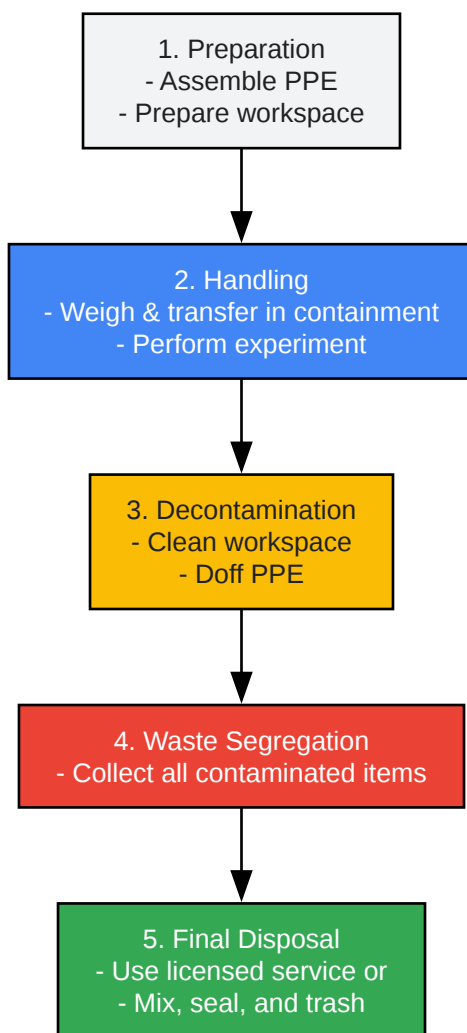 1. Preparation
- Assemble PPE
- Prepare workspace
2. Handling
- Weigh & transfer in containment
- Perform experiment
3. Decontamination
- Clean workspace
- Doff PPE
4. Waste Segregation
- Collect all contaminated items
5. Final Disposal
- Use licensed service or
- Mix, seal, and trash